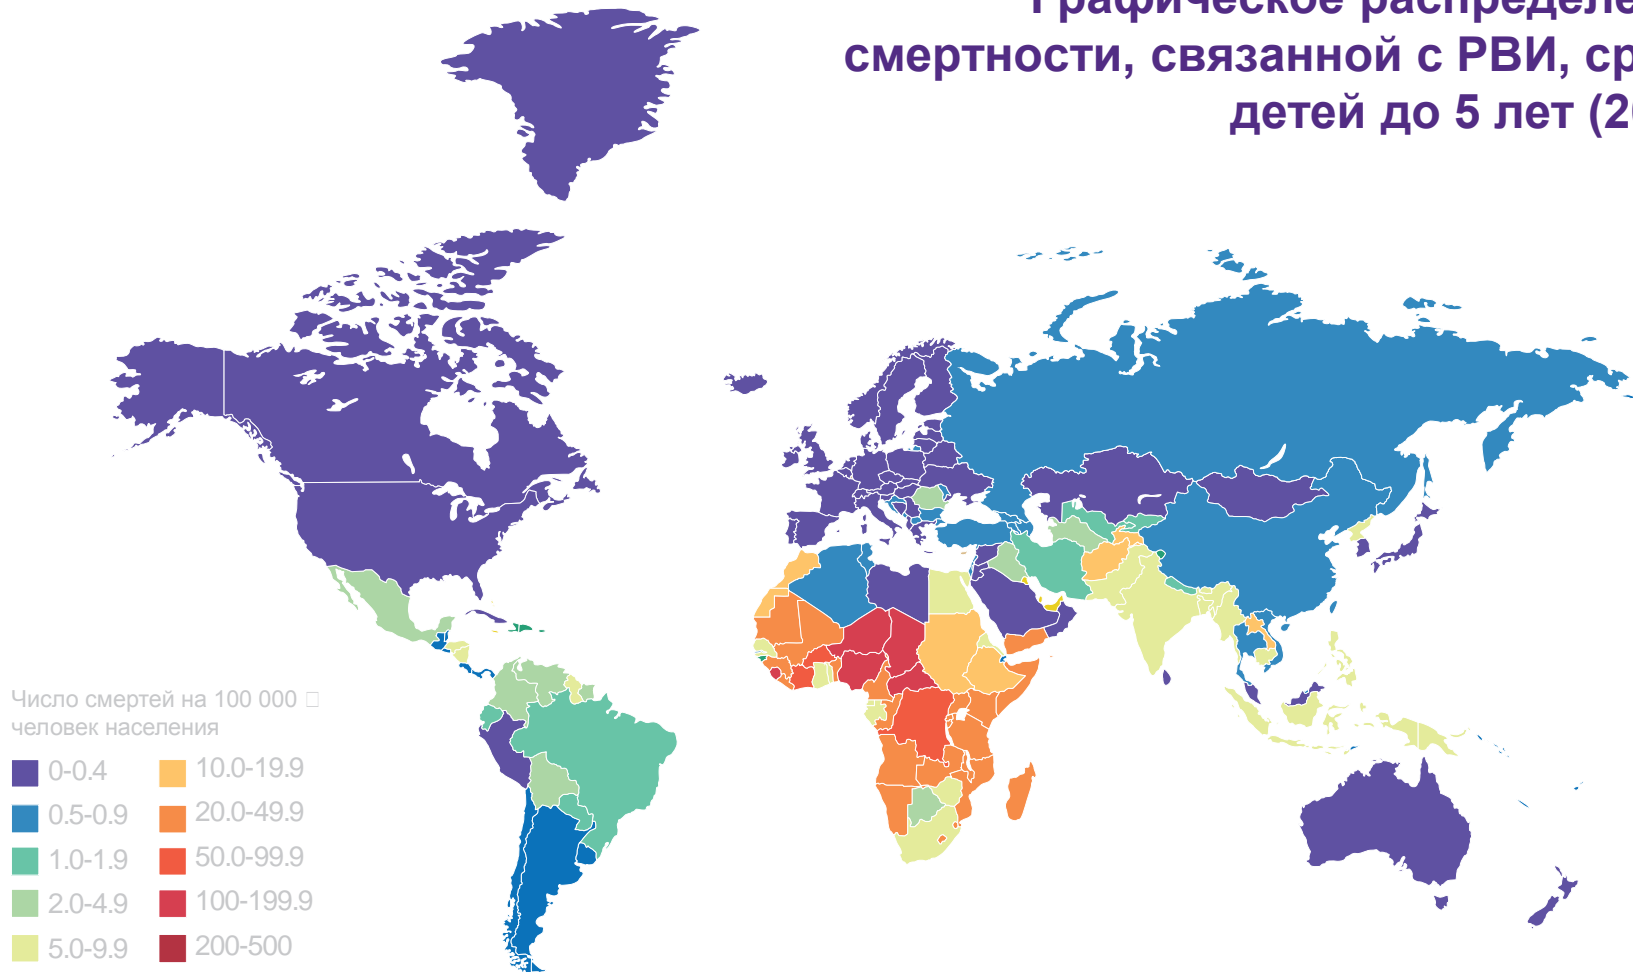 Графическое
смертности, связанной с РВИ,
детей до 5 лет
Число смертей на 100 000
человек населения
0-0.4
0.5-0.9
1.0-1.9
2.0-4.9
5.0-9.9
10.0-19.9
20.0-49.9
50.0-99.9
100-199.9
200-500